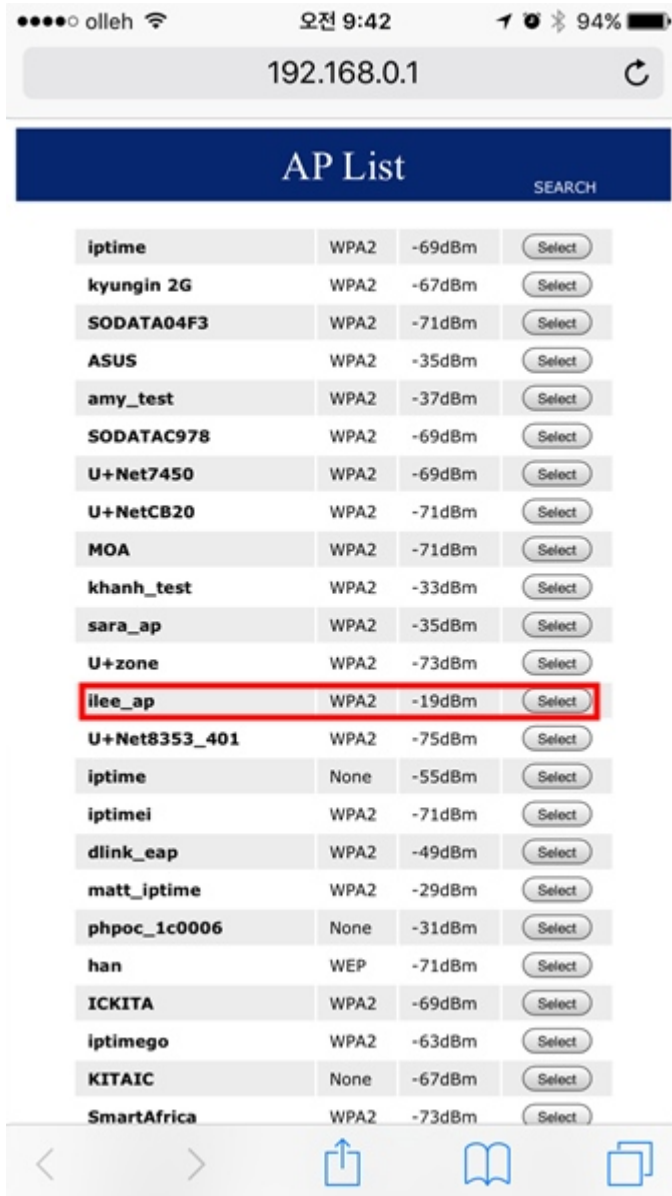 olleh 오전 9:42 94%
192.168.0.1
AP List
SEARCH
iptime WPA2 -69dBm Select
kyungin 2G WPA2 -67dBm Select
SODATA04F3 WPA2 -71dBm Select
ASUS WPA2 -35dBm Select
amy_test WPA2 -37dBm Select
SODATAC978 WPA2 -69dBm Select
U+Net7450 WPA2 -69dBm Select
U+NetCB20 WPA2 -71dBm Select
MOA WPA2 -71dBm Select
khanh_test WPA2 -33dBm Select
sara_ap WPA2 -35dBm Select
U+zone WPA2 -73dBm Select
ilee_ap WPA2 -19dBm Select
U+Net8353_401 WPA2 -75dBm Select
iptime None -55dBm Select
iptimei WPA2 -71dBm Select
dlink_eap WPA2 -49dBm Select
matt_iptime WPA2 -29dBm Select
phpoc_1c0006 None -31dBm Select
han WEP -71dBm Select
ICKITA WPA2 -69dBm Select
iptimego WPA2 -63dBm Select
KITAIC None -67dBm Select
SmartAfrica WPA2 -73dBm Select